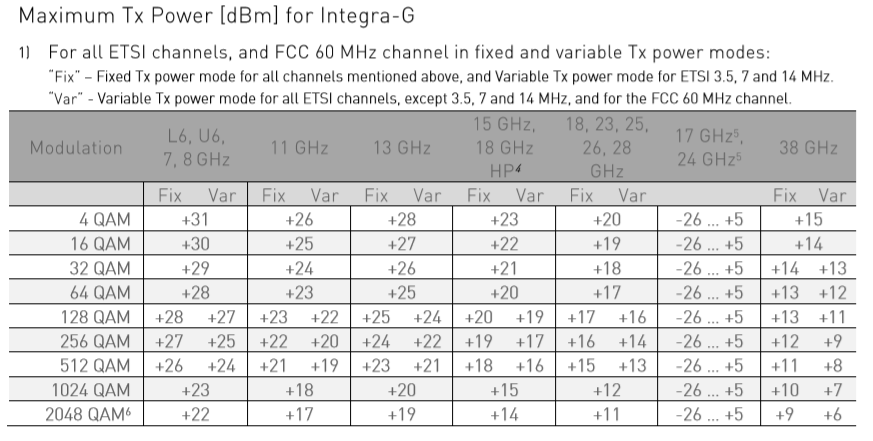 Maximum Tx Power [dBm] for Integra-G
1) For all ETSI channels, and FCC 60 MHz channel in fixed and variable Tx power modes:
"Fix" – Fixed Tx power mode for all channels mentioned above, and Variable Tx power mode for ETSI 3.5, 7 and 14 MHz.
"Var" - Variable Tx power mode for all ETSI channels, except 3.5, 7 and 14 MHz, and for the FCC 60 MHz channel.
Modulation L6, U6, 7, 8 GHz 11 GHz 13 GHz 15 GHz, 18 GHz HP⁴ 18, 23, 25, 26, 28 GHz 17 GHz⁵, 24 GHz⁵ 38 GHz
Fix Var Fix Var Fix Var Fix Var Fix Var Fix Var
4 QAM +31 +26 +28 +23 +20 -26 ... +5 +15
16 QAM +30 +25 +27 +22 +19 -26 ... +5 +14
32 QAM +29 +24 +26 +21 +18 -26 ... +5 +14 +13
64 QAM +28 +23 +25 +20 +17 -26 ... +5 +13 +12
128 QAM +28 +27 +23 +22 +25 +24 +20 +19 +17 +16 -26 ... +5 +13 +11
256 QAM +27 +25 +22 +20 +24 +22 +19 +17 +16 +14 -26 ... +5 +12 +9
512 QAM +26 +24 +21 +19 +23 +21 +18 +16 +15 +13 -26 ... +5 +11 +8
1024 QAM +23 +18 +20 +15 +12 -26 ... +5 +10 +7
2048 QAM⁶ +22 +17 +19 +14 +11 -26 ... +5 +9 +6